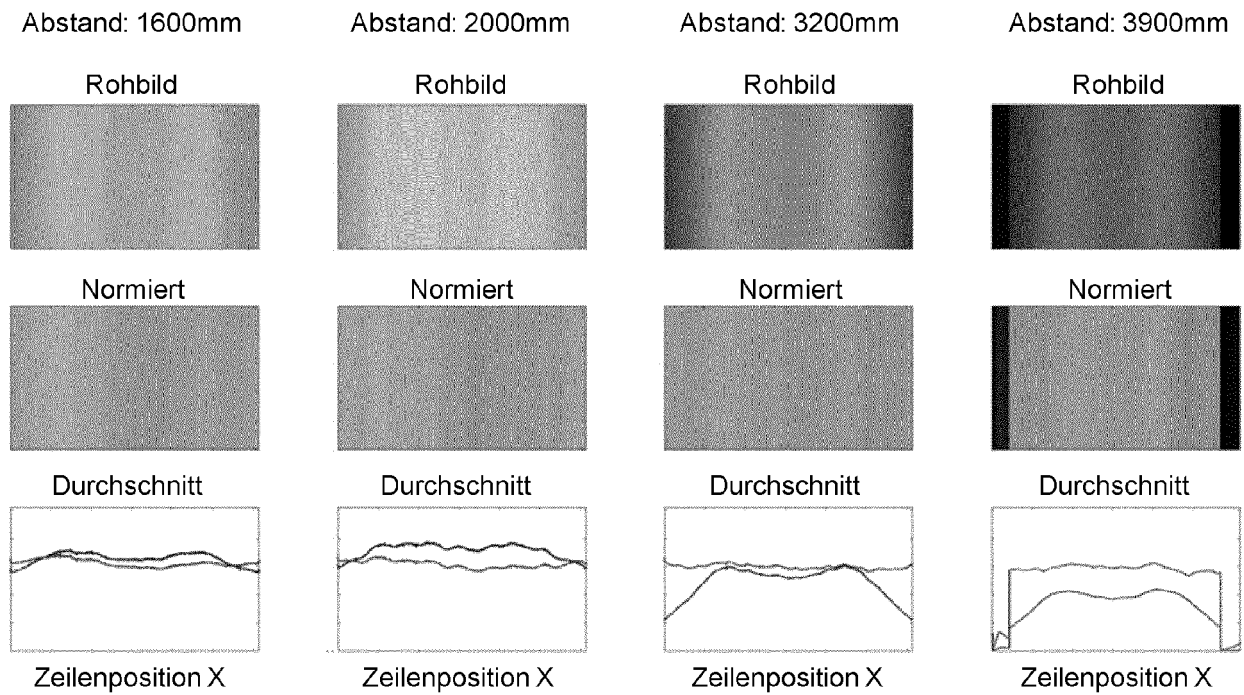 Abstand: 1600mm
Abstand: 2000mm
Abstand: 3200mm
Abstand: 3900mm
Rohbild
Rohbild
Rohbild
Rohbild
Normiert
Normiert
Normiert
Normiert
Durchschnitt
Durchschnitt
Durchschnitt
Durchschnitt
Zeilenposition X
Zeilenposition X
Zeilenposition X
Zeilenposition X